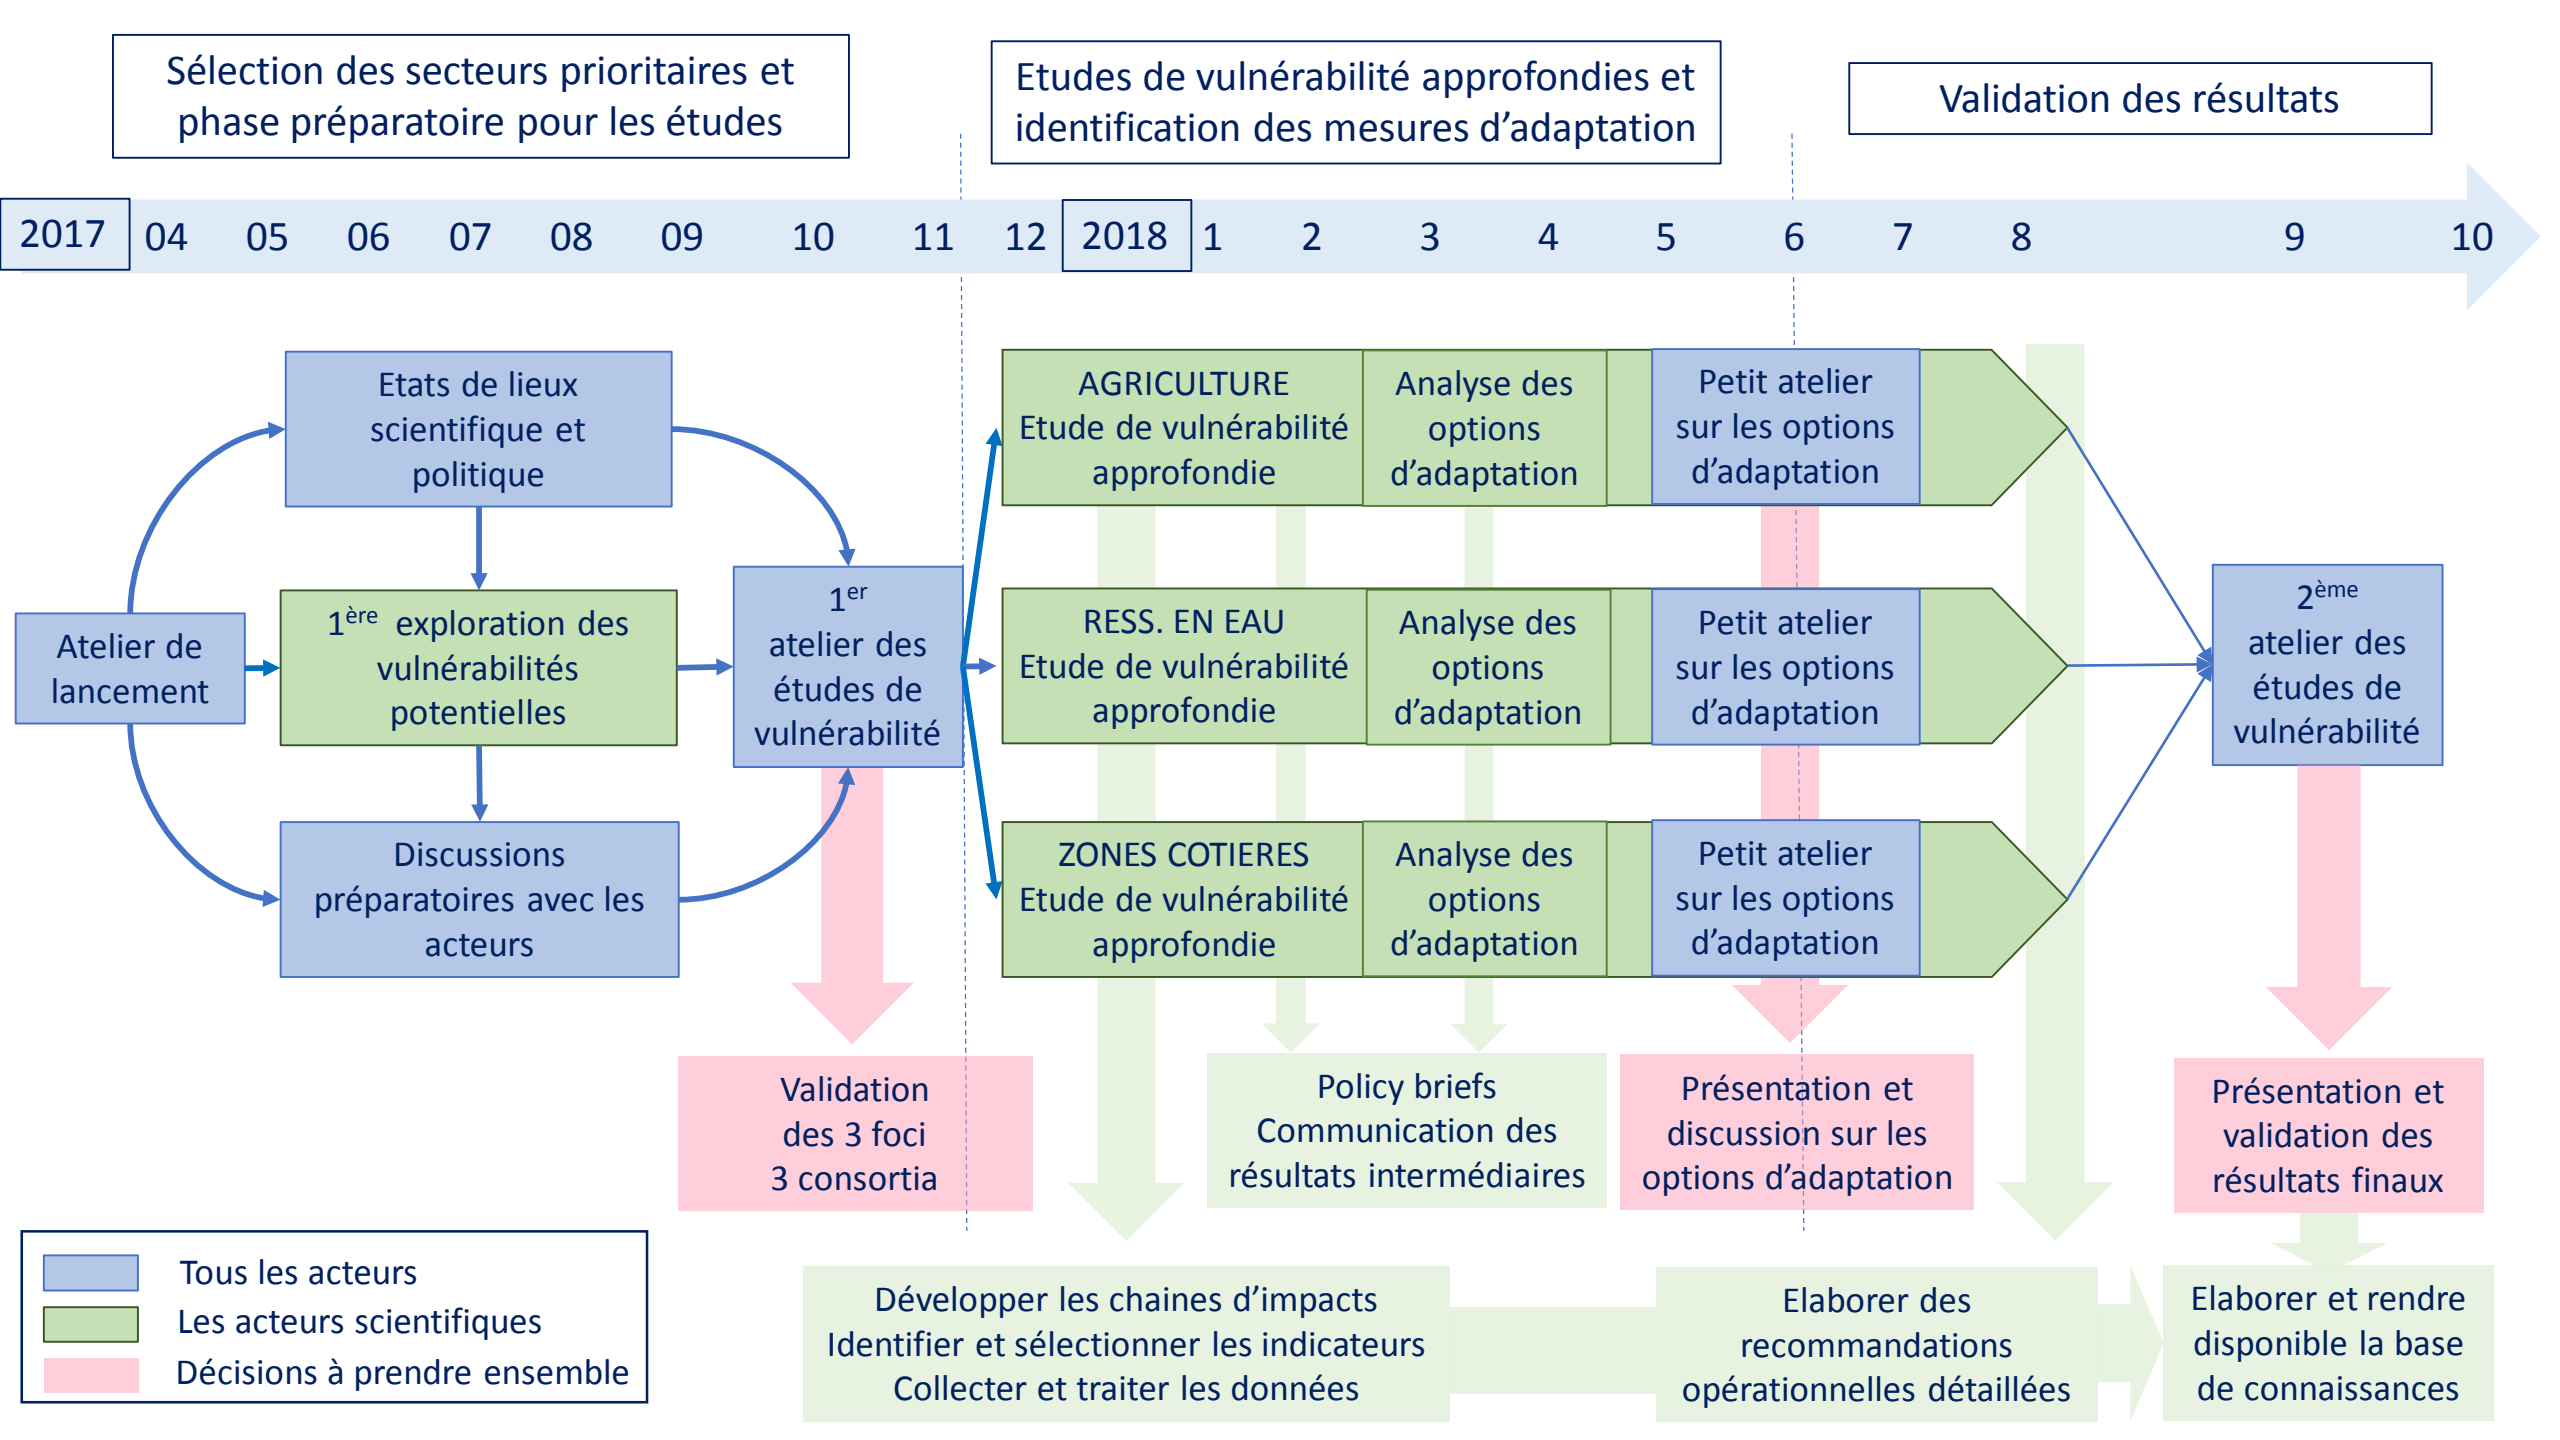 Sélection des secteurs prioritaires et
phase préparatoire pour les études
Etudes de vulnérabilité approfondies et
identification des mesures d’adaptation
Validation des résultats
2017 04 05 06 07 08 09 10 11 12 2018 1 2 3 4 5 6 7 8 9 10
Atelier de
lancement
Etats de lieux
scientifique et
politique
1ère exploration des
vulnérabilités
potentielles
Discussions
préparatoires avec les
acteurs
1er
atelier des
études de
vulnérabilité
AGRICULTURE
Etude de vulnérabilité
approfondie
Analyse des
options
d’adaptation
Petit atelier
sur les options
d’adaptation
RESS. EN EAU
Etude de vulnérabilité
approfondie
Analyse des
options
d’adaptation
Petit atelier
sur les options
d’adaptation
ZONES COTIERES
Etude de vulnérabilité
approfondie
Analyse des
options
d’adaptation
Petit atelier
sur les options
d’adaptation
2ème
atelier des
études de
vulnérabilité
Validation
des 3 foci
3 consortia
Policy briefs
Communication des
résultats intermédiaires
Présentation et
discussion sur les
options d’adaptation
Présentation et
validation des
résultats finaux
Tous les acteurs
Les acteurs scientifiques
Décisions à prendre ensemble
Développer les chaines d’impacts
Identifier et sélectionner les indicateurs
Collecter et traiter les données
Elaborer des
recommandations
opérationnelles détaillées
Elaborer et rendre
disponible la base
de connaissances